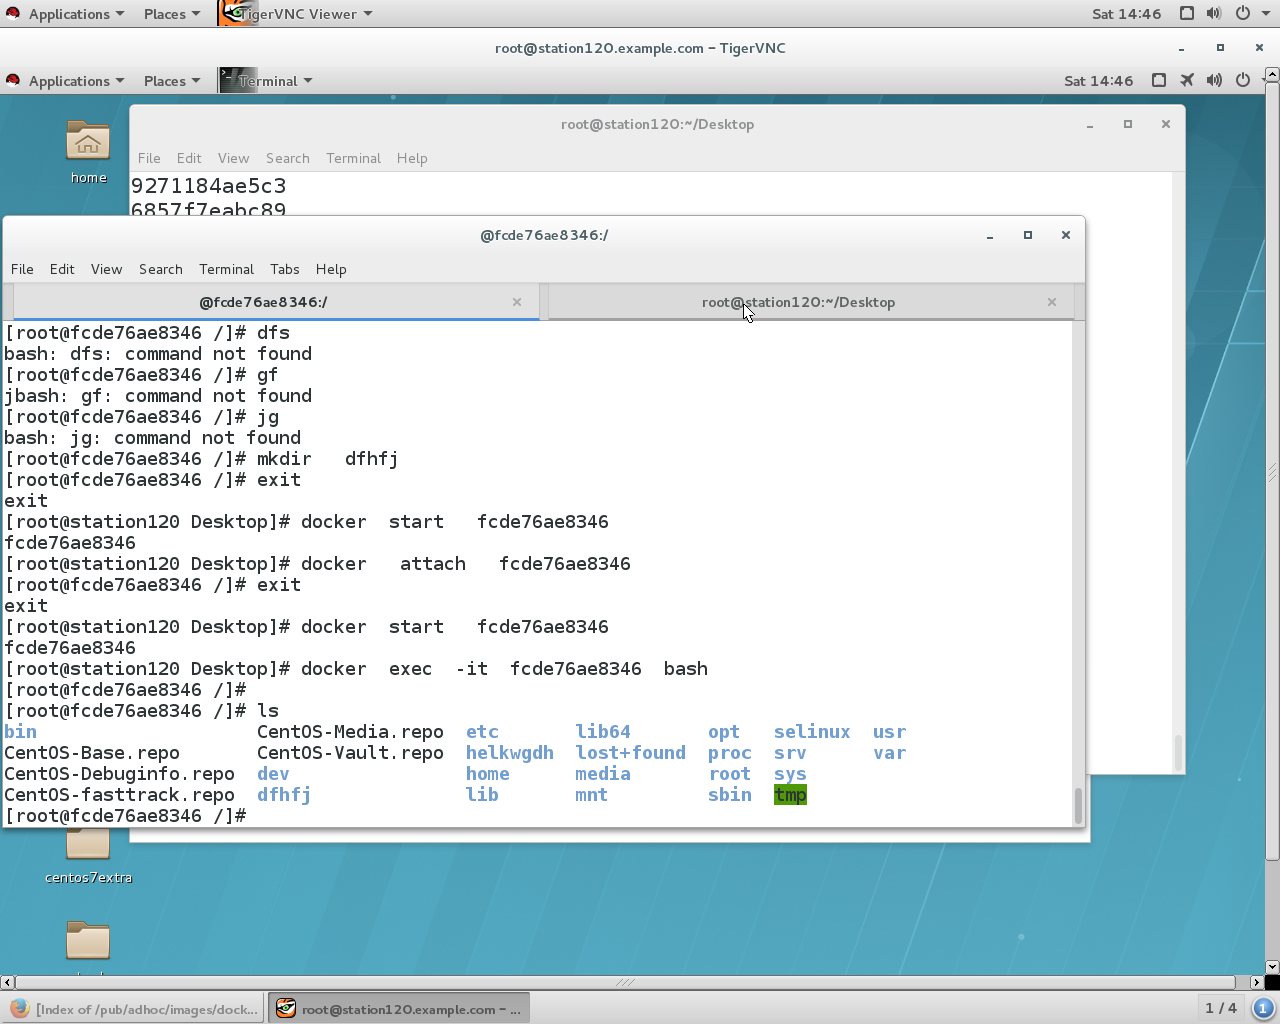 Applications Places TigerVNC Viewer Sat 14:46
root@station120.example.com - TigerVNC
Applications Places Terminal Sat 14:46
root@station120:~/Desktop
File Edit View Search Terminal Help
home
9271184ae5c3
6857f7eabc89
@fcde76ae8346:/
File Edit View Search Terminal Tabs Help
@fcde76ae8346:/ root@station120:~/Desktop
[root@fcde76ae8346 /]# dfs
bash: dfs: command not found
[root@fcde76ae8346 /]# gf
jbash: gf: command not found
[root@fcde76ae8346 /]# jg
bash: jg: command not found
[root@fcde76ae8346 /]# mkdir   dfhfj
[root@fcde76ae8346 /]# exit
exit
[root@station120 Desktop]# docker  start   fcde76ae8346
fcde76ae8346
[root@station120 Desktop]# docker   attach   fcde76ae8346
[root@fcde76ae8346 /]# exit
exit
[root@station120 Desktop]# docker  start   fcde76ae8346
fcde76ae8346
[root@station120 Desktop]# docker  exec  -it  fcde76ae8346  bash
[root@fcde76ae8346 /]#
[root@fcde76ae8346 /]# ls
bin                    CentOS-Media.repo  etc       lib64       opt   selinux  usr
CentOS-Base.repo       CentOS-Vault.repo  helkwgdh  lost+found  proc  srv      var
CentOS-Debuginfo.repo  dev                home      media       root  sys
CentOS-fasttrack.repo  dfhfj              lib       mnt         sbin  tmp
[root@fcde76ae8346 /]#
centos7extra
[Index of /pub/adhoc/images/dock... root@station120.example.com - ... 1 / 4 1